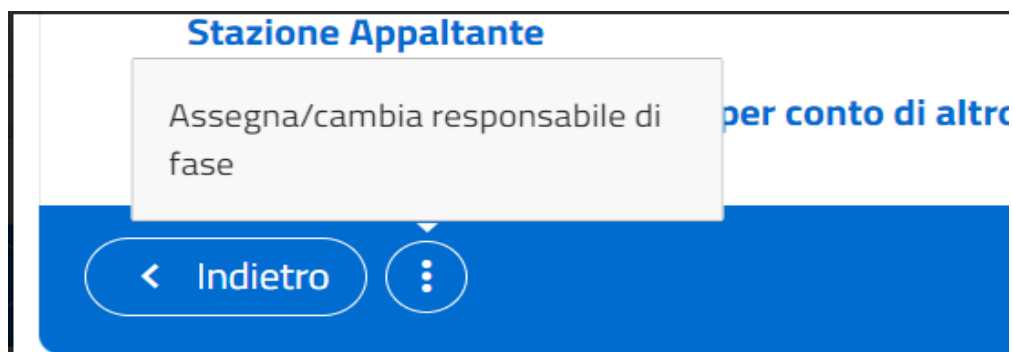 Stazione Appaltante
Assegna/cambia responsabile di
fase
per conto di altro
Indietro